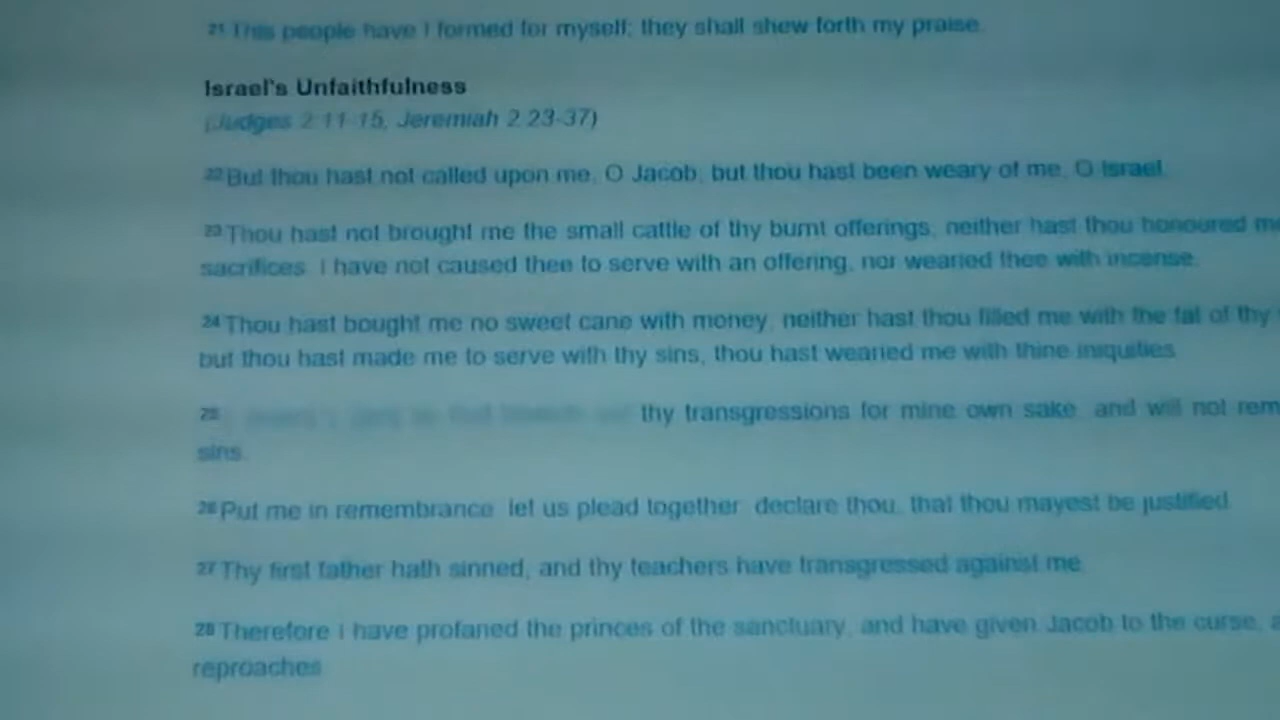 21 This people have I formed for myself; they shall shew forth my praise.
Israel's Unfaithfulness
(Judges 2:11-15; Jeremiah 2:23-37)
22 But thou hast not called upon me, O Jacob; but thou hast been weary of me, O Israel.
23 Thou hast not brought me the small cattle of thy burnt offerings; neither hast thou honoured
sacrifices. I have not caused thee to serve with an offering, nor wearied thee with incense.
24 Thou hast bought me no sweet cane with money, neither hast thou filled me with the fat of thy
but thou hast made me to serve with thy sins, thou hast wearied me with thine iniquities.
25 thy transgressions for mine own sake, and will not rem
sins.
26 Put me in remembrance: let us plead together: declare thou, that thou mayest be justified.
27 Thy first father hath sinned, and thy teachers have transgressed against me.
28 Therefore I have profaned the princes of the sanctuary, and have given Jacob to the curse,
reproaches.